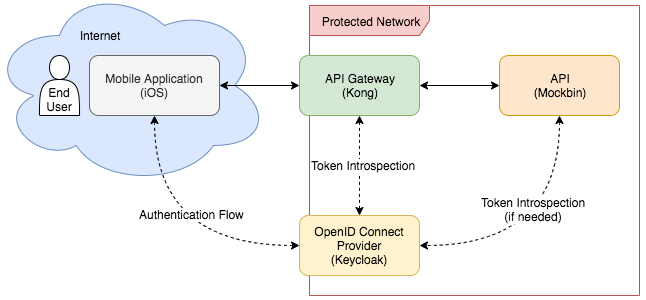 Protected Network
Internet
End
User
Mobile Application
(iOS)
API Gateway
(Kong)
API
(Mockbin)
Token Introspection
Authentication Flow
Token Introspection
(if needed)
OpenID Connect
Provider
(Keycloak)